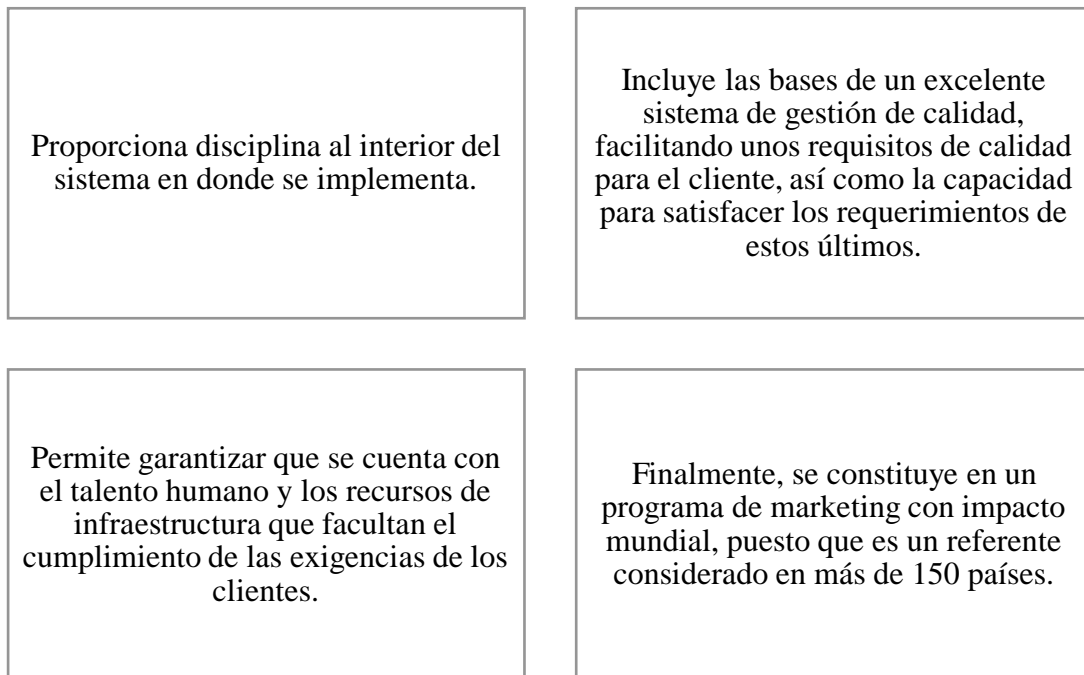 Proporciona disciplina al interior del
sistema en donde se implementa.
Incluye las bases de un excelente
sistema de gestión de calidad,
facilitando unos requisitos de calidad
para el cliente, así como la capacidad
para satisfacer los requerimientos de
estos últimos.
Permite garantizar que se cuenta con
el talento humano y los recursos de
infraestructura que facultan el
cumplimiento de las exigencias de los
clientes.
Finalmente, se constituye en un
programa de marketing con impacto
mundial, puesto que es un referente
considerado en más de 150 países.